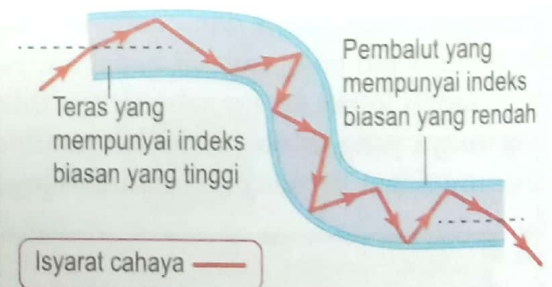 Pembalut yang
mempunyai indeks
biasan yang rendah
Teras yang
mempunyai indeks
biasan yang tinggi
Isyarat cahaya